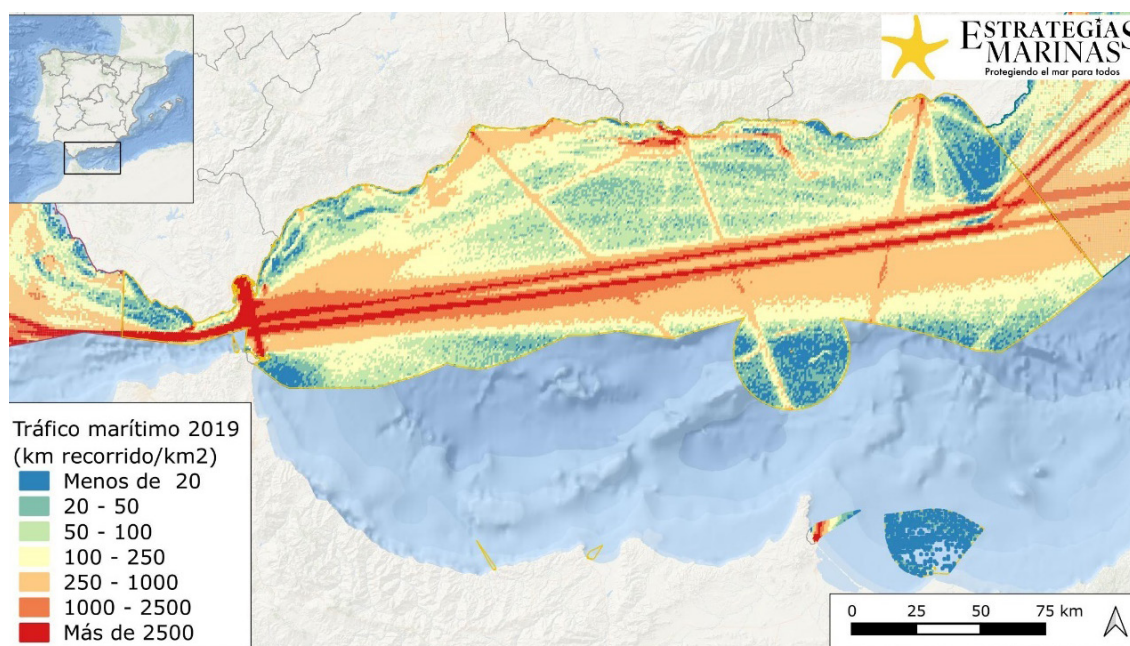 ESTRATEGIAS
MARINAS
Protegiendo el mar para todos
Tráfico marítimo 2019
(km recorrido/km2)
Menos de 20
20 - 50
50 - 100
100 - 250
250 - 1000
1000 - 2500
Más de 2500
0 25 50 75 km